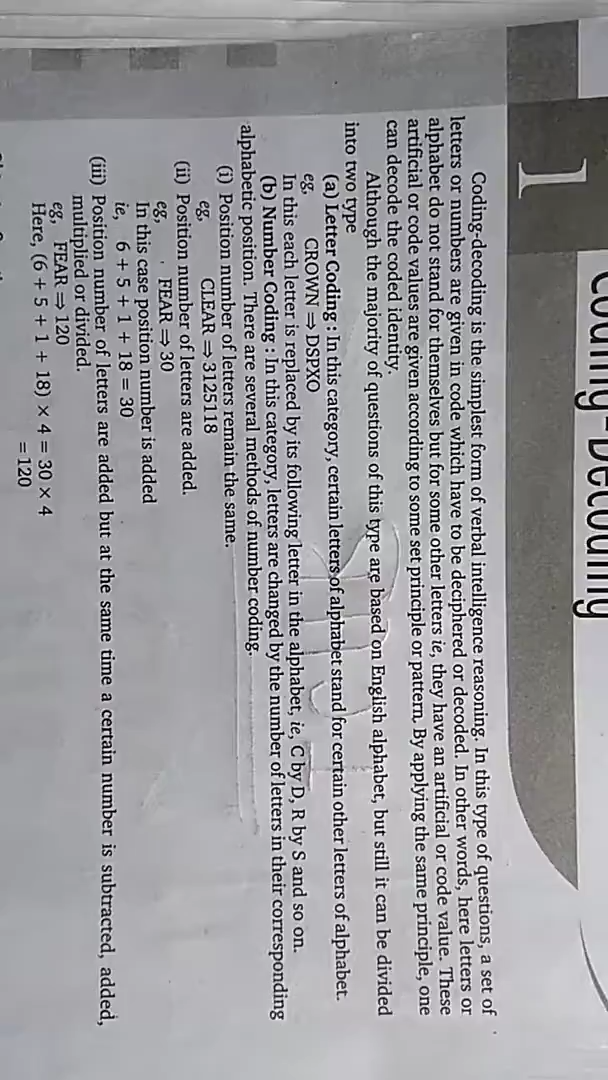 Coding-Decoding
1
Coding-decoding is the simplest form of verbal intelligence reasoning. In this type of questions, a set of
letters or numbers are given in code which have to be deciphered or decoded. In other words, here letters or
alphabet do not stand for themselves but for some other letters ie, they have an artificial or code value. These
artificial or code values are given according to some set principle or pattern. By applying the same principle, one
can decode the coded identity.
Although the majority of questions of this type are based on English alphabet, but still it can be divided
into two type
(a) Letter Coding : In this category, certain letters of alphabet stand for certain other letters of alphabet.
eg, CROWN ⇒ DSPXO
In this each letter is replaced by its following letter in the alphabet, ie, C by D, R by S and so on.
(b) Number Coding : In this category, letters are changed by the number of letters in their corresponding
alphabetic position. There are several methods of number coding.
(i) Position number of letters remain the same.
eg, CLEAR ⇒ 3125118
(ii) Position number of letters are added.
eg, FEAR ⇒ 30
In this case position number is added
ie, 6 + 5 + 1 + 18 = 30
(iii) Position number of letters are added but at the same time a certain number is subtracted, added,
multiplied or divided.
eg, FEAR ⇒ 120
Here, (6 + 5 + 1 + 18) × 4 = 30 × 4
= 120